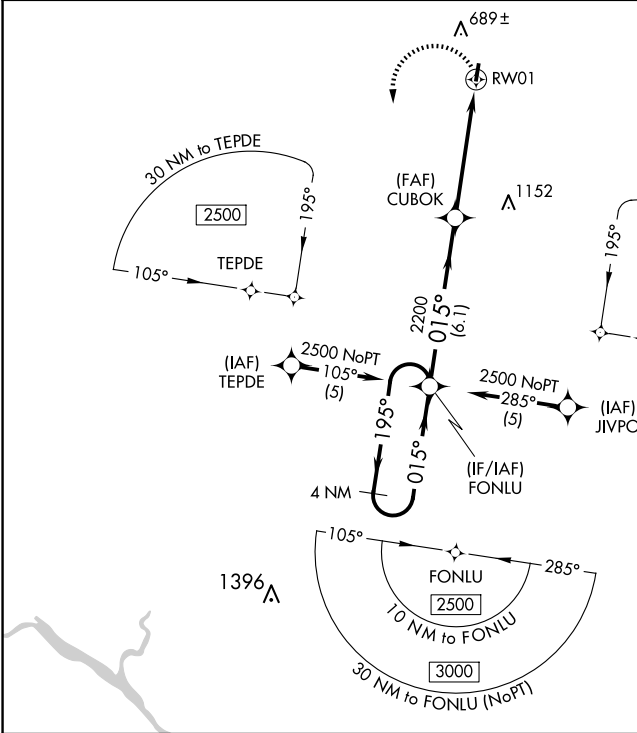 689±
RW01
30 NM to TEPDE
2500
195°
TEPDE
105°
(FAF)
CUBOK
1152
195°
2200
015°
(6.1)
(IAF)
TEPDE
2500 NoPT
105°
(5)
2500 NoPT
285°
(5)
(IAF)
JIVPO
195°
015°
(IF/IAF)
FONLU
4 NM
105°
285°
FONLU
2500
10 NM to FONLU
3000
30 NM to FONLU (NoPT)
1396